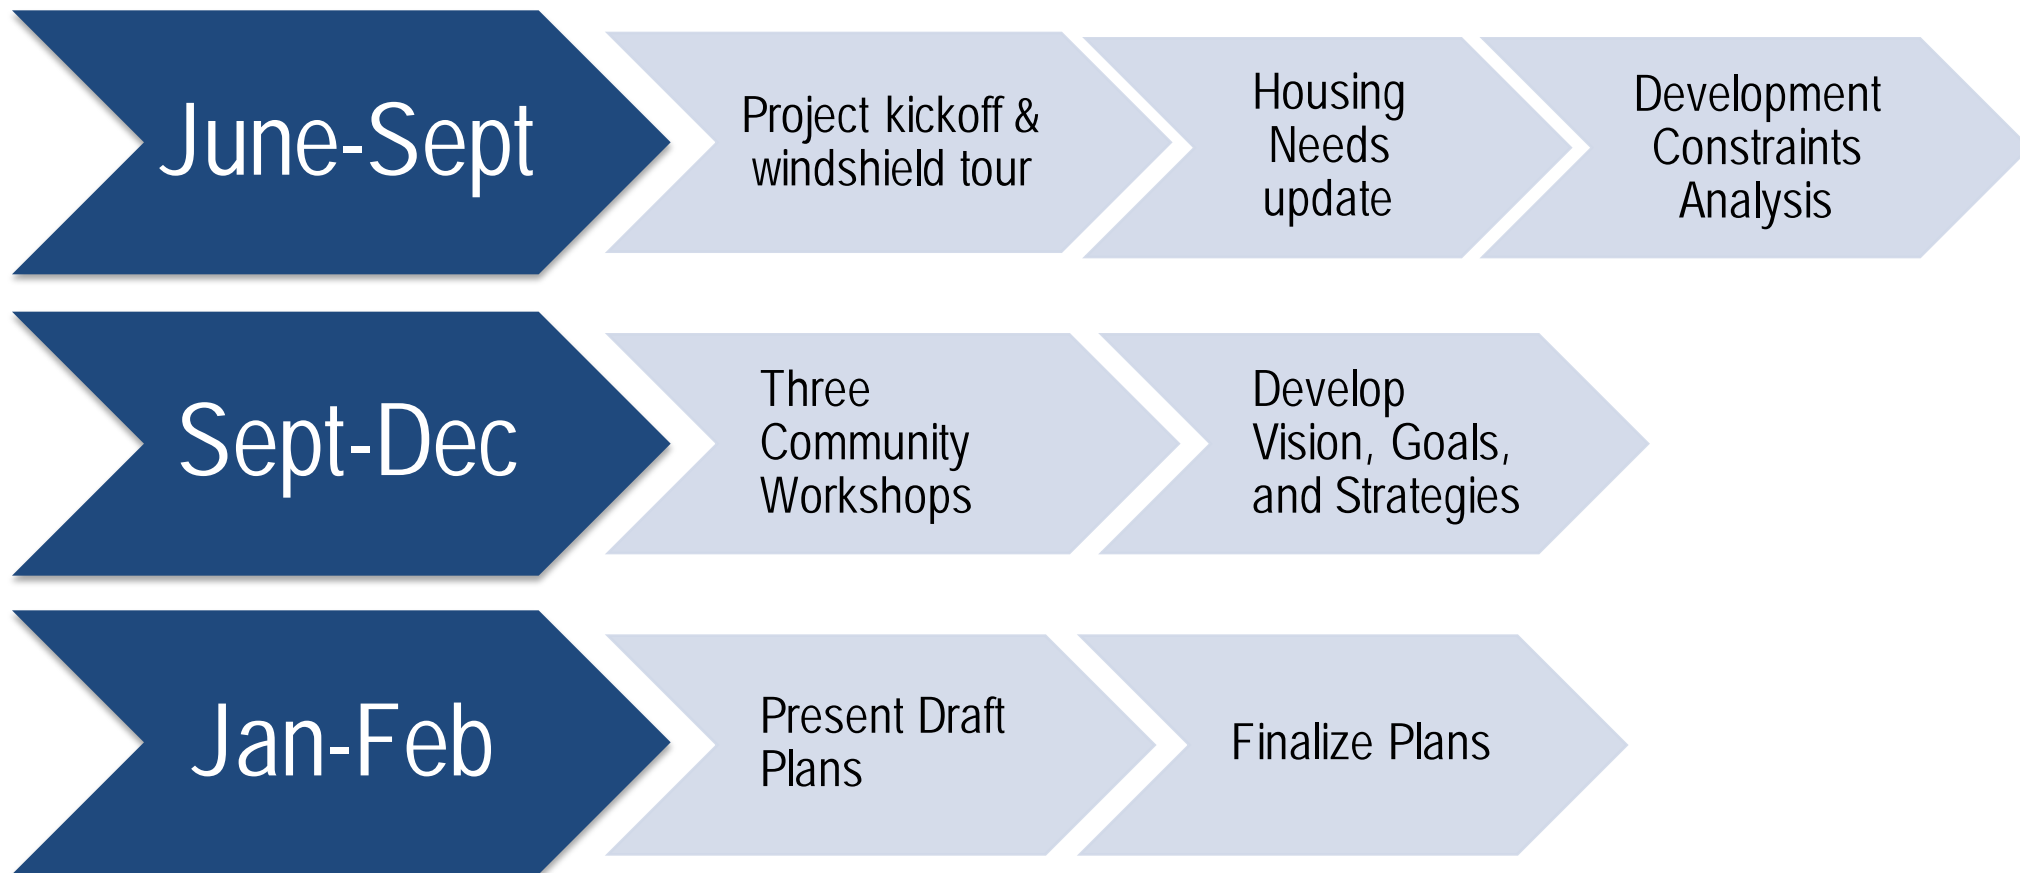 June-Sept
Project kickoff &
windshield tour
Housing
Needs
update
Development
Constraints
Analysis
Sept-Dec
Three
Community
Workshops
Develop
Vision, Goals,
and Strategies
Jan-Feb
Present Draft
Plans
Finalize Plans